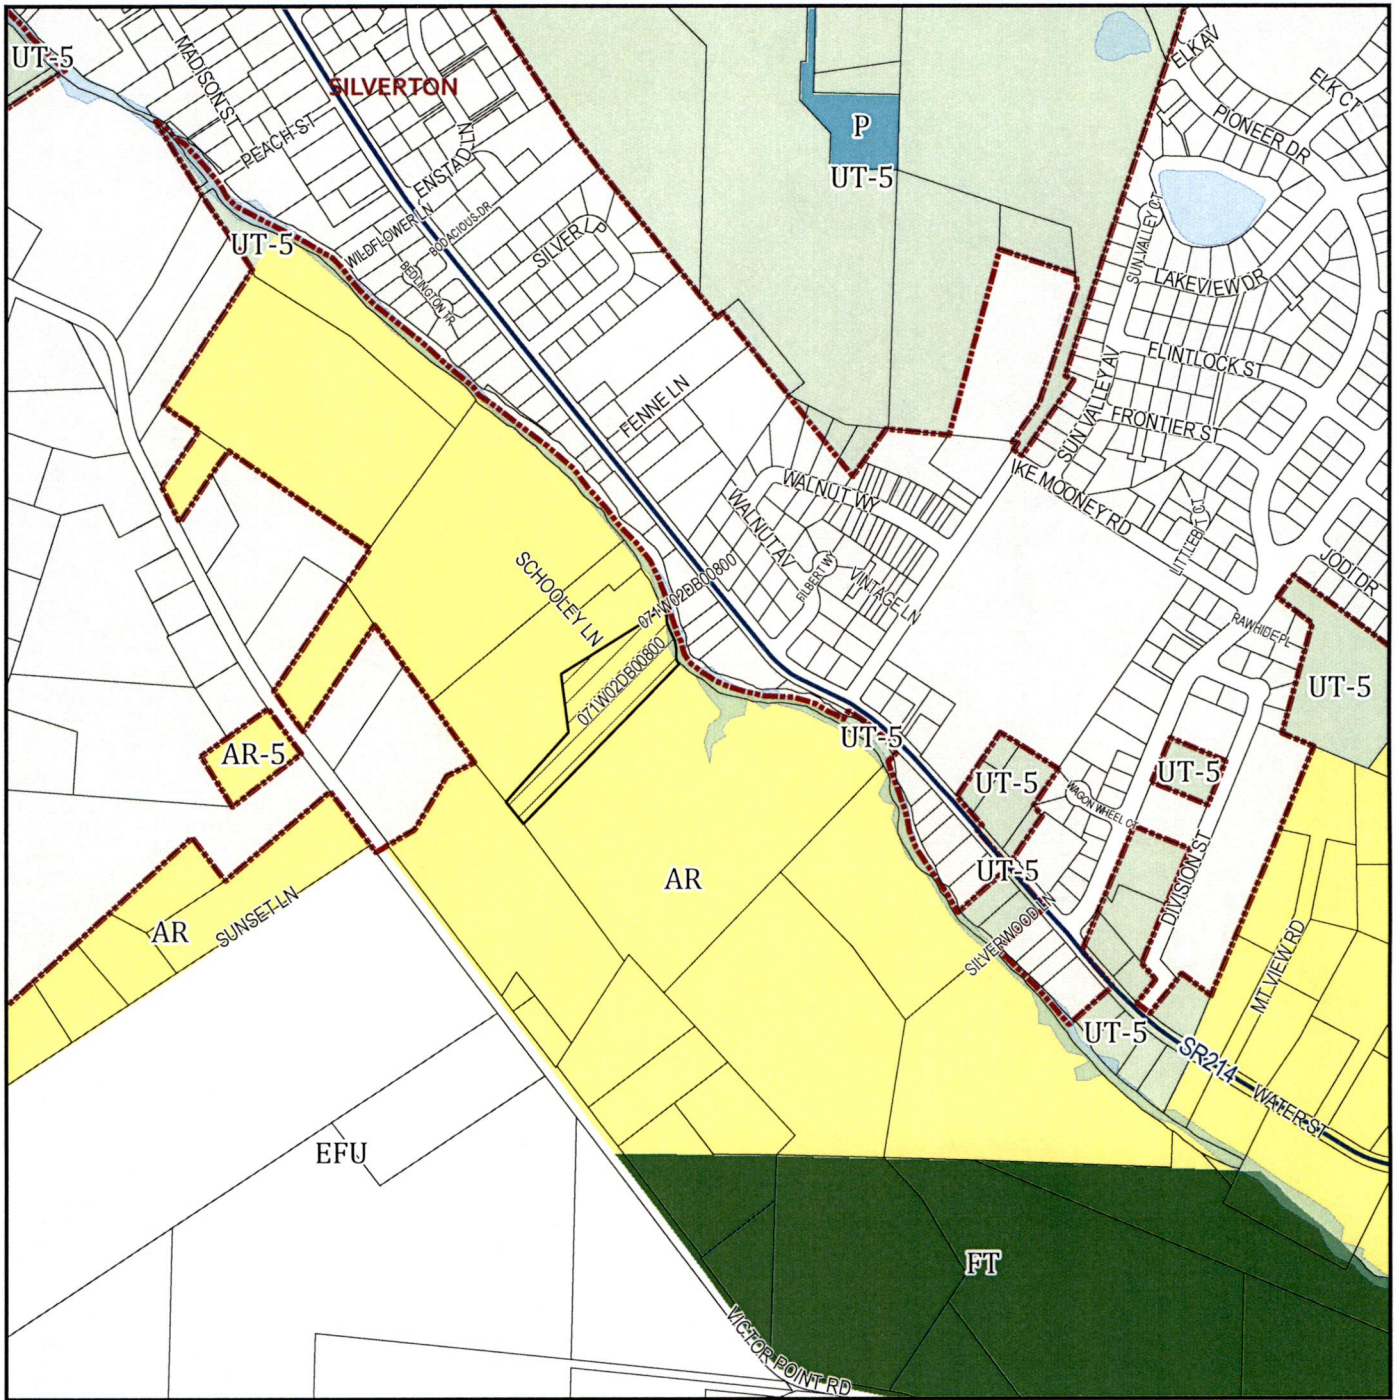 UT-5
MADISON ST
SILVERTON
ELK AV
ELK CT
PEACH ST
P
PIONEER DR
ENSTAD LN
UT-5
SUN VALLEY CT
UT-5
WILDFLOWER LN
BODACIOUS DR
SILVER LP
BEDLINGTON TR
LAKEVIEW DR
FLINTLOCK ST
SUN VALLEY AV
FENNE LN
FRONTIER ST
IKE MOONEY RD
WALNUT WY
WALNUT AV
LITTLEBIT CT
JODI DR
SCHOOLEY LN
071W02DB00800
FILBERT WY
VINTAGE LN
RAWHIDE PL
071W02DB00800
UT-5
AR-5
UT-5
UT-5
UT-5
WAGON WHEEL CT
AR
UT-5
DIVISION ST
AR
SUNSET LN
SILVERWOOD LN
MT VIEW RD
UT-5
SR214
WATER ST
EFU
FT
VICTOR POINT RD